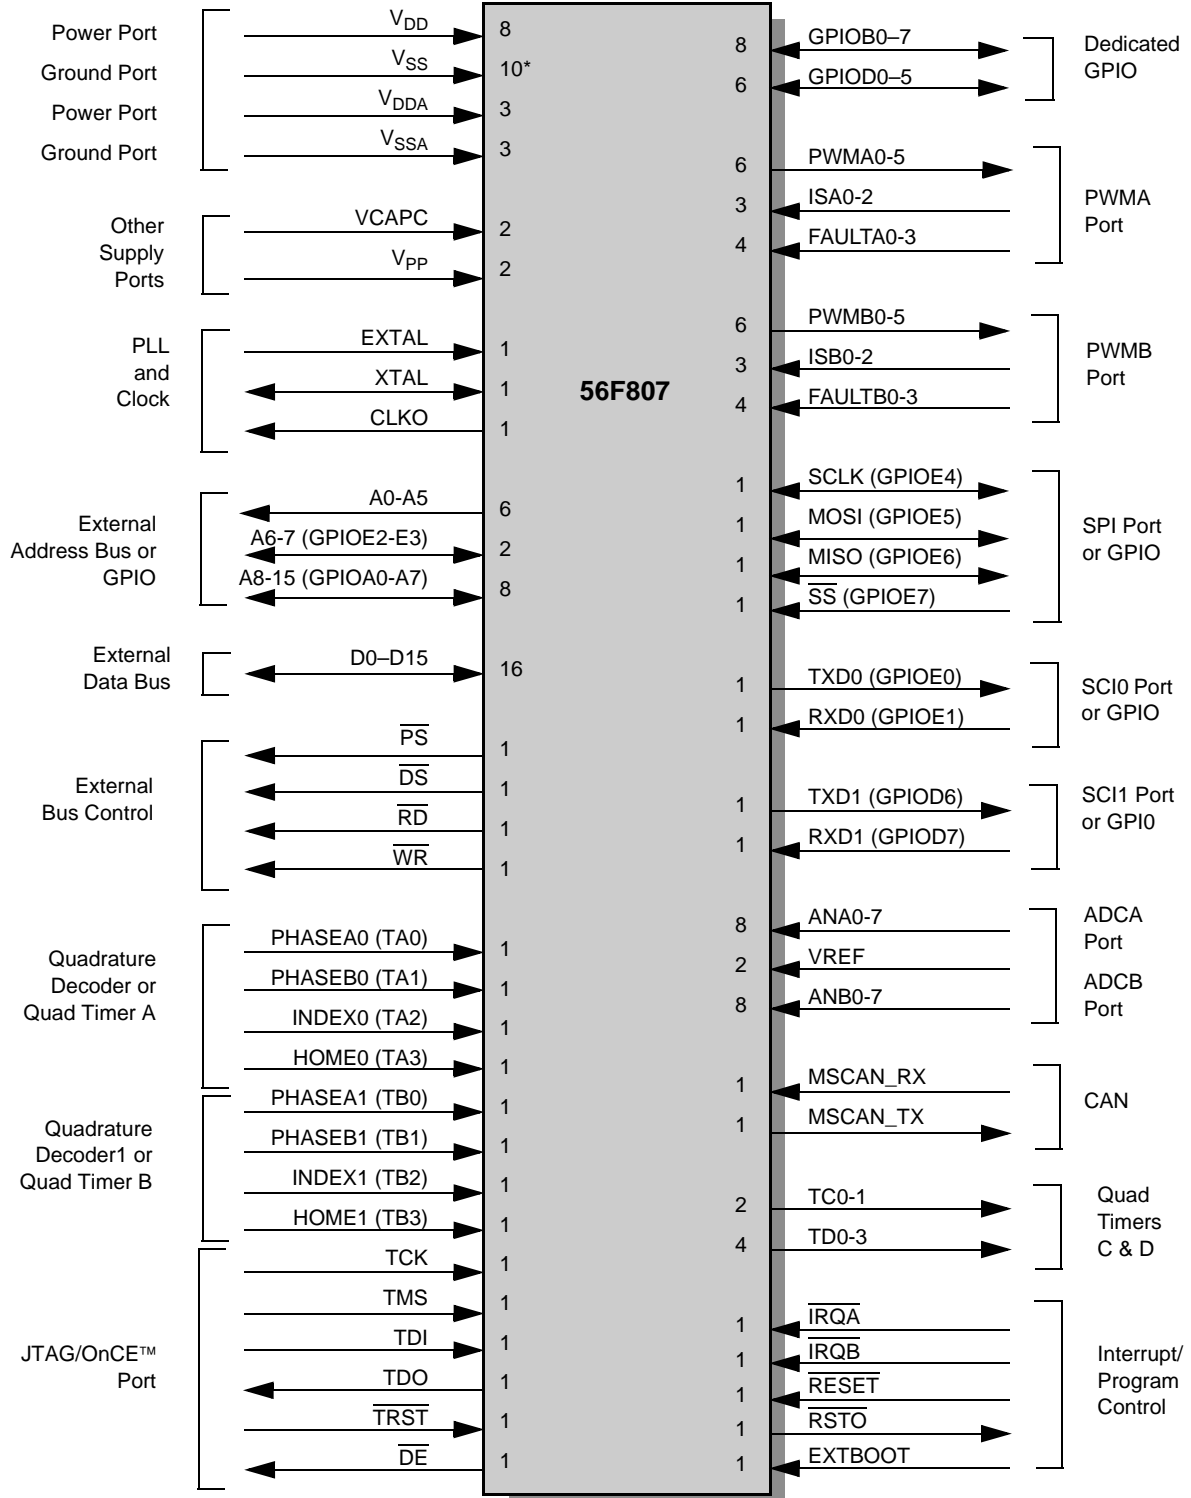 Power Port
Ground Port
Power Port
Ground Port
VDD 8
VSS 10*
VDDA 3
VSSA 3
Other
Supply
Ports
VCAPC 2
VPP 2
PLL
and
Clock
EXTAL 1
XTAL 1
CLKO 1
External
Address Bus or
GPIO
A0-A5 6
A6-7 (GPIOE2-E3) 2
A8-15 (GPIOA0-A7) 8
External
Data Bus
D0–D15 16
External
Bus Control
PS 1
DS 1
RD 1
WR 1
Quadrature
Decoder or
Quad Timer A
PHASEA0 (TA0) 1
PHASEB0 (TA1) 1
INDEX0 (TA2) 1
HOME0 (TA3) 1
Quadrature
Decoder1 or
Quad Timer B
PHASEA1 (TB0) 1
PHASEB1 (TB1) 1
INDEX1 (TB2) 1
HOME1 (TB3) 1
JTAG/OnCE™
Port
TCK 1
TMS 1
TDI 1
TDO 1
TRST 1
DE 1
56F807
8 GPIOB0–7
6 GPIOD0–5
Dedicated
GPIO
6 PWMA0-5
3 ISA0-2
4 FAULTA0-3
PWMA
Port
6 PWMB0-5
3 ISB0-2
4 FAULTB0-3
PWMB
Port
1 SCLK (GPIOE4)
1 MOSI (GPIOE5)
1 MISO (GPIOE6)
1 SS (GPIOE7)
SPI Port
or GPIO
1 TXD0 (GPIOE0)
1 RXD0 (GPIOE1)
SCI0 Port
or GPIO
1 TXD1 (GPIOD6)
1 RXD1 (GPIOD7)
SCI1 Port
or GPI0
8 ANA0-7
2 VREF
8 ANB0-7
ADCA
Port
ADCB
Port
1 MSCAN_RX
1 MSCAN_TX
CAN
2 TC0-1
4 TD0-3
Quad
Timers
C & D
1 IRQA
1 IRQB
1 RESET
1 RSTO
1 EXTBOOT
Interrupt/
Program
Control